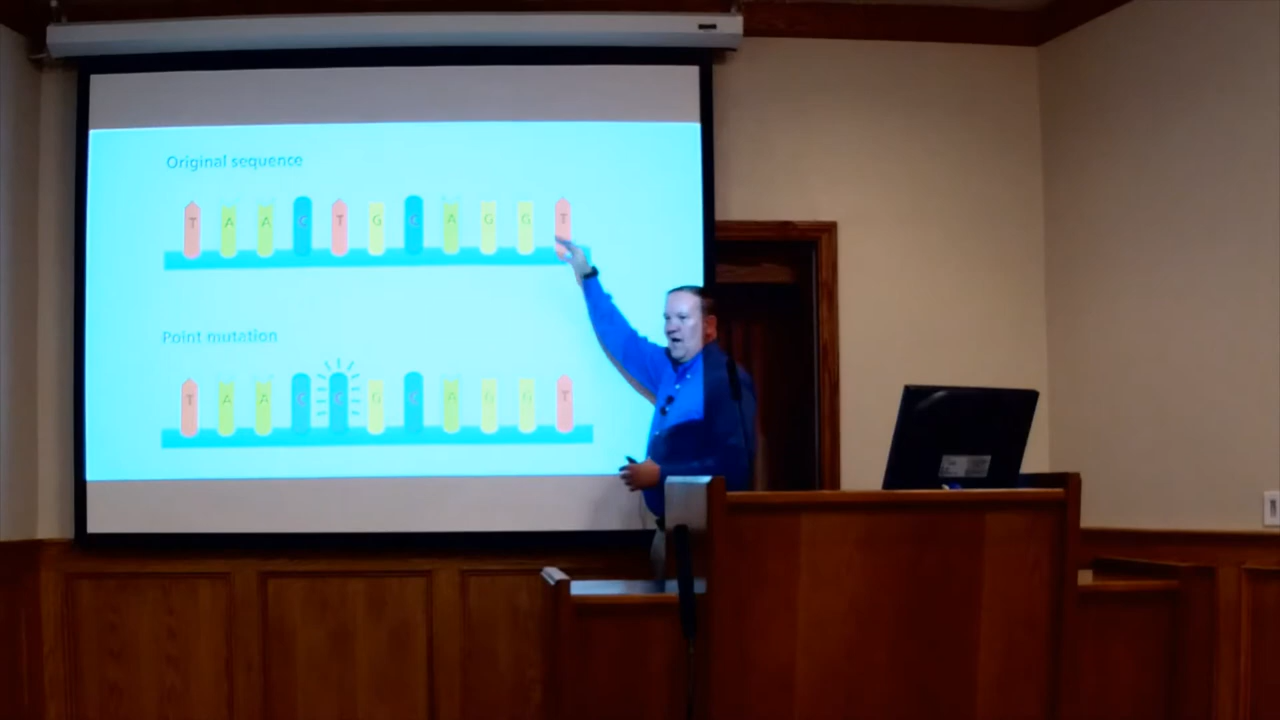 Original sequence
T A A C T G C A G G T
Point mutation
T A A C C G C A G G T